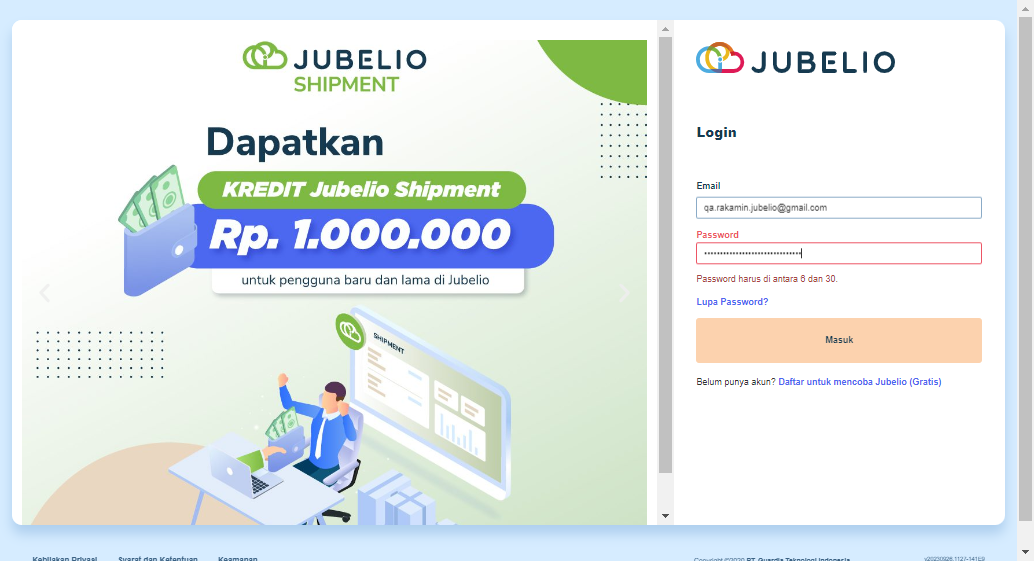 JUBELIO
SHIPMENT
Dapatkan
KREDIT Jubelio Shipment
Rp. 1.000.000
untuk pengguna baru dan lama di Jubelio
SHIPMENT
JUBELIO
Login
Email
qa.rakamin.jubelio@gmail.com
Password
Password harus di antara 6 dan 30.
Lupa Password?
Masuk
Belum punya akun? Daftar untuk mencoba Jubelio (Gratis)
Kebijakan Privasi Syarat dan Ketentuan Keamanan
Copyright ©2020 PT. Guardia Teknologi Indonesia